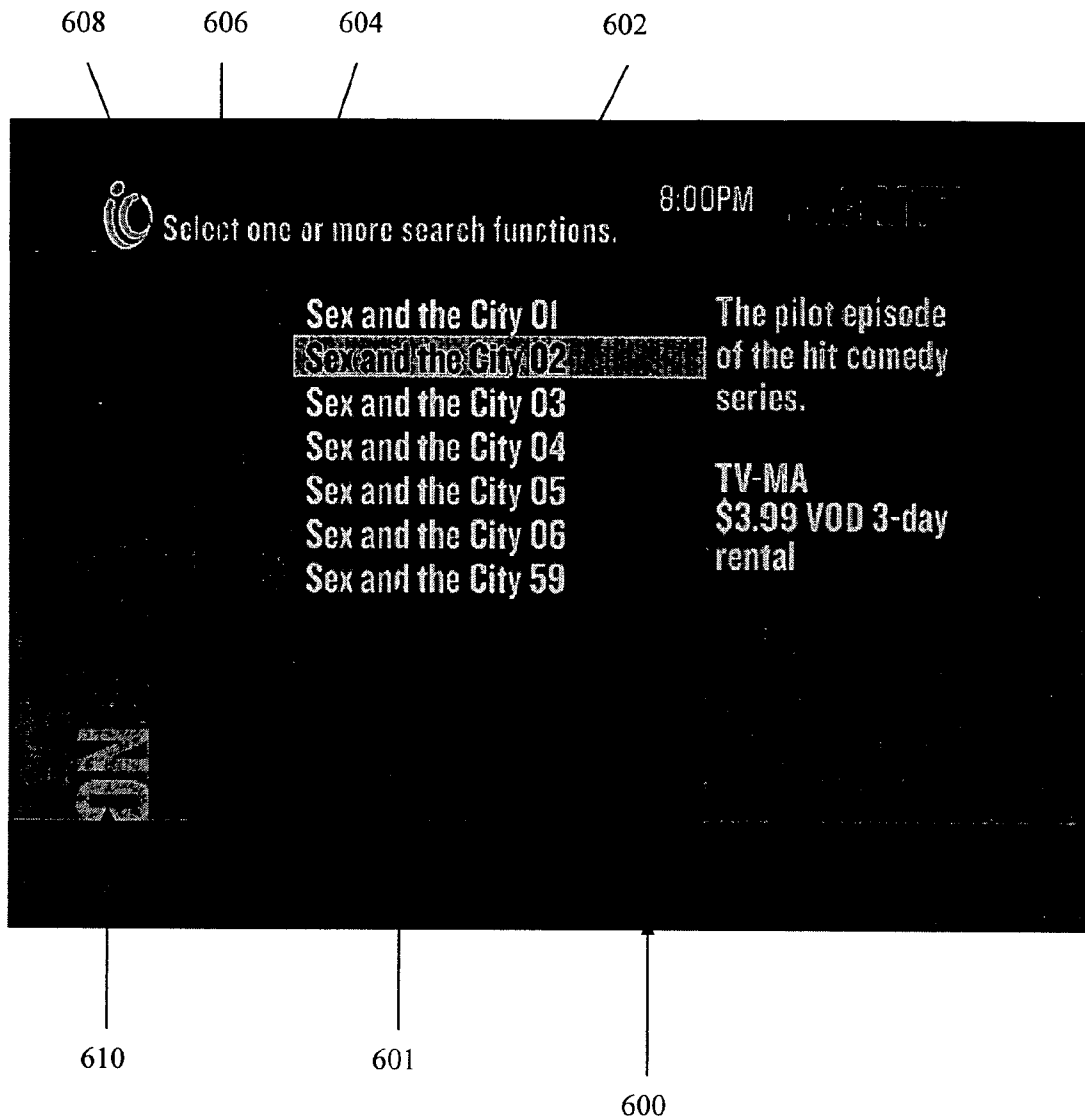 608 606 604 602
8:00PM
Select one or more search functions.
Sex and the City 01
Sex and the City 02
Sex and the City 03
Sex and the City 04
Sex and the City 05
Sex and the City 06
Sex and the City 59
The pilot episode
of the hit comedy
series.
TV-MA
$3.99 VOD 3-day
rental
610 601
600